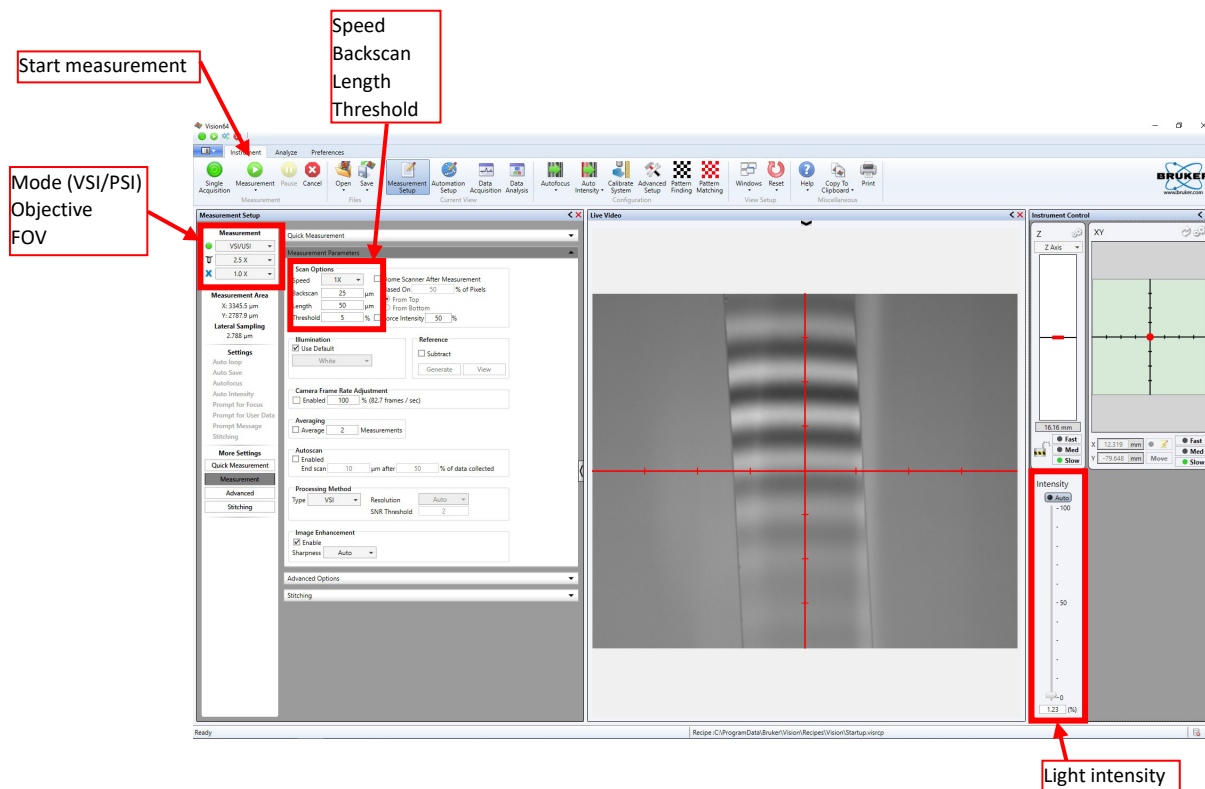 Speed
Backscan
Length
Threshold
Start measurement
Mode (VSI/PSI)
Objective
FOV
Vision64
Instrument Analyze Preferences
Single Acquisition
Measurement
Pause
Cancel
Open
Save
Measurement Setup
Automation Setup
Data Acquisition
Data Analysis
Autofocus
Auto Intensity
Calibrate System
Advanced Setup
Pattern Finding
Pattern Matching
Windows
Reset
Help
Copy To Clipboard
Print
Measurement
Files
Current View
Configuration
View Setup
Miscellaneous
BRUKER
www.bruker.com
Measurement Setup
Measurement
VSI/USI
2.5 X
1.0 X
Measurement Area
X: 3345.5 µm
Y: 2787.9 µm
Lateral Sampling
2.788 µm
Settings
Auto loop
Auto Save
Autofocus
Auto Intensity
Prompt for Focus
Prompt for User Data
Prompt Message
Stitching
More Settings
Quick Measurement
Measurement
Advanced
Stitching
Quick Measurement
Measurement Parameters
Scan Options
Speed 1X
Backscan 25 µm
Length 50 µm
Threshold 5 %
Home Scanner After Measurement
Based On 50 % of Pixels
From Top
From Bottom
Force Intensity 50 %
Illumination
Use Default
White
Reference
Subtract
Generate View
Camera Frame Rate Adjustment
Enabled 100 % (82.7 frames / sec)
Averaging
Average 2 Measurements
Autoscan
Enabled
End scan 10 µm after 50 % of data collected
Processing Method
Type VSI Resolution Auto
SNR Threshold 2
Image Enhancement
Enable
Sharpness Auto
Advanced Options
Stitching
Live Video
Instrument Control
Z
Z Axis
16.16 mm
Fast
Med
Slow
XY
X 12.319 mm
Y -79.648 mm
Move
Fast
Med
Slow
Intensity
Auto
100
50
0
1.23 (%)
Ready
Recipe :C:\ProgramData\Bruker\Vision\Recipes\Vision\Startup.visrcp
Light intensity